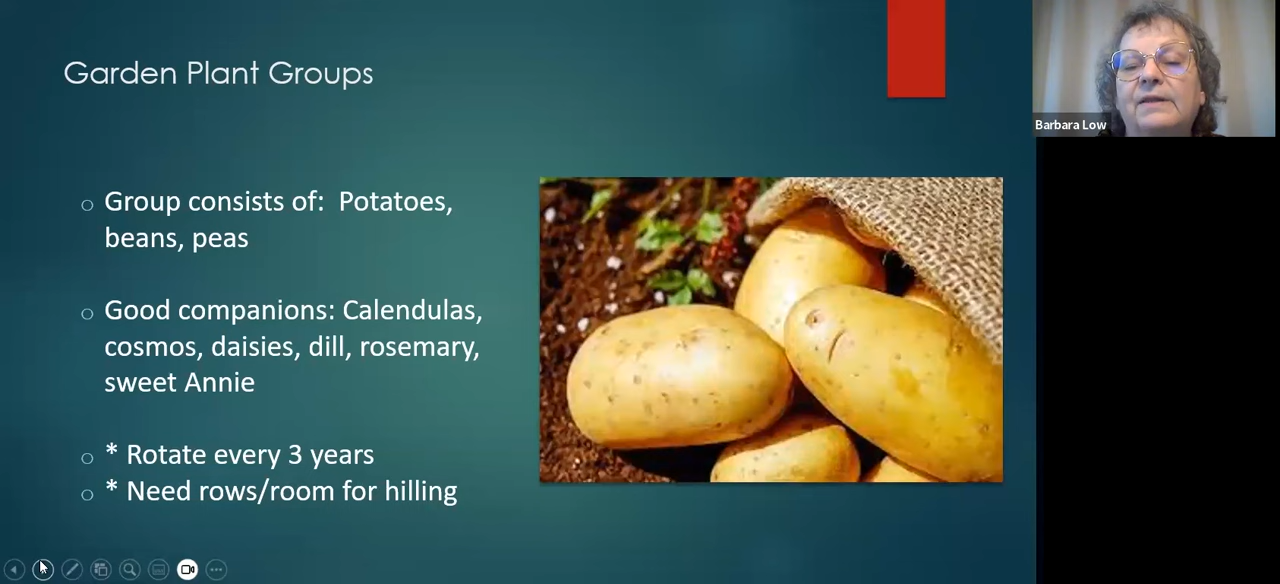 Garden Plant Groups
Barbara Low
Group consists of:  Potatoes,
beans, peas
Good companions: Calendulas,
cosmos, daisies, dill, rosemary,
sweet Annie
* Rotate every 3 years
* Need rows/room for hilling